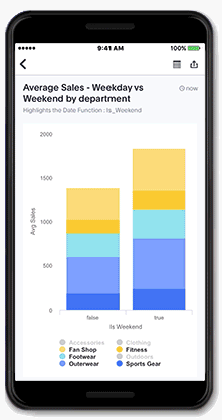 9:41 AM 100%
Average Sales - Weekday vs
Weekend by department
now
Highlights the Date Function : Is_Weekend
2000
1500
1000
500
0
Avg Sales
false true
IIs Weekend
Accessories Clothing
Fan Shop Fitness
Footwear Outdoors
Outerwear Sports Gear